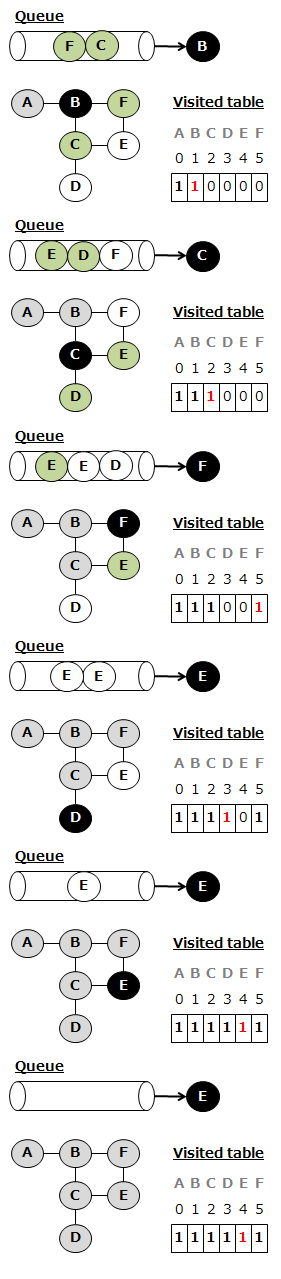 Queue
F C B
A B F Visited table
A B C D E F
C E 0 1 2 3 4 5
D 1 1 0 0 0 0
Queue
E D F C
A B F Visited table
A B C D E F
C E 0 1 2 3 4 5
D 1 1 1 0 0 0
Queue
E E D F
A B F Visited table
A B C D E F
C E 0 1 2 3 4 5
D 1 1 1 0 0 1
Queue
E E E
A B F Visited table
A B C D E F
C E 0 1 2 3 4 5
D 1 1 1 1 0 1
Queue
E E
A B F Visited table
A B C D E F
C E 0 1 2 3 4 5
D 1 1 1 1 1 1
Queue
E
A B F Visited table
A B C D E F
C E 0 1 2 3 4 5
D 1 1 1 1 1 1